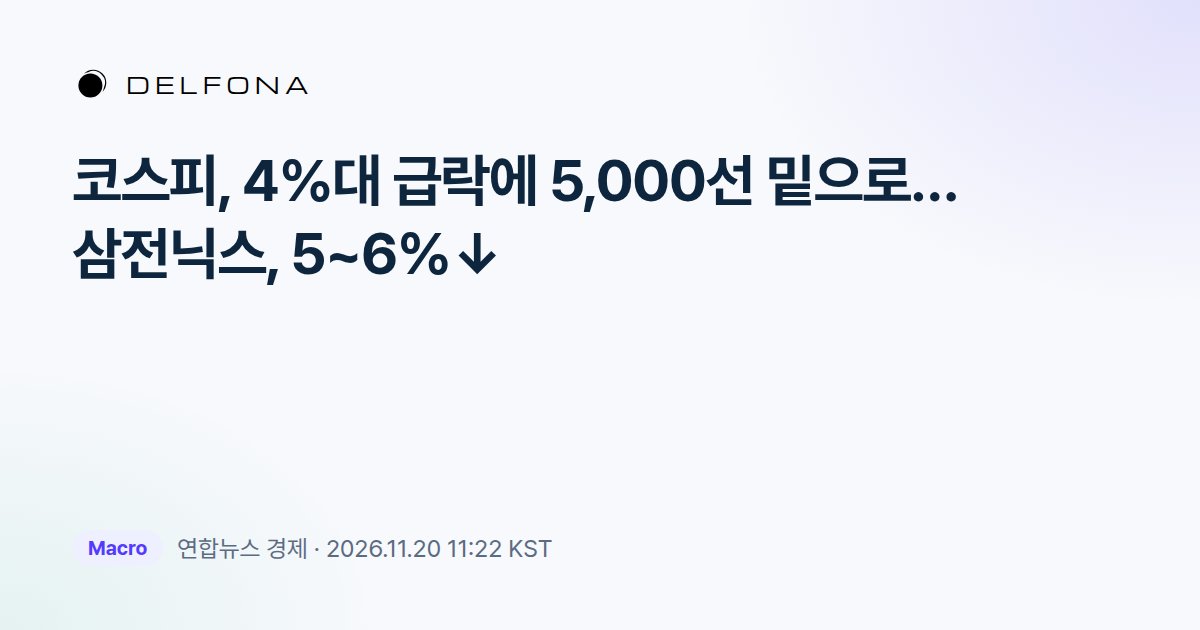 DELFONA
코스피, 4%대 급락에 5,000선 밑으로…
삼전닉스, 5~6%↓
Macro 연합뉴스 경제 · 2026.11.20 11:22 KST